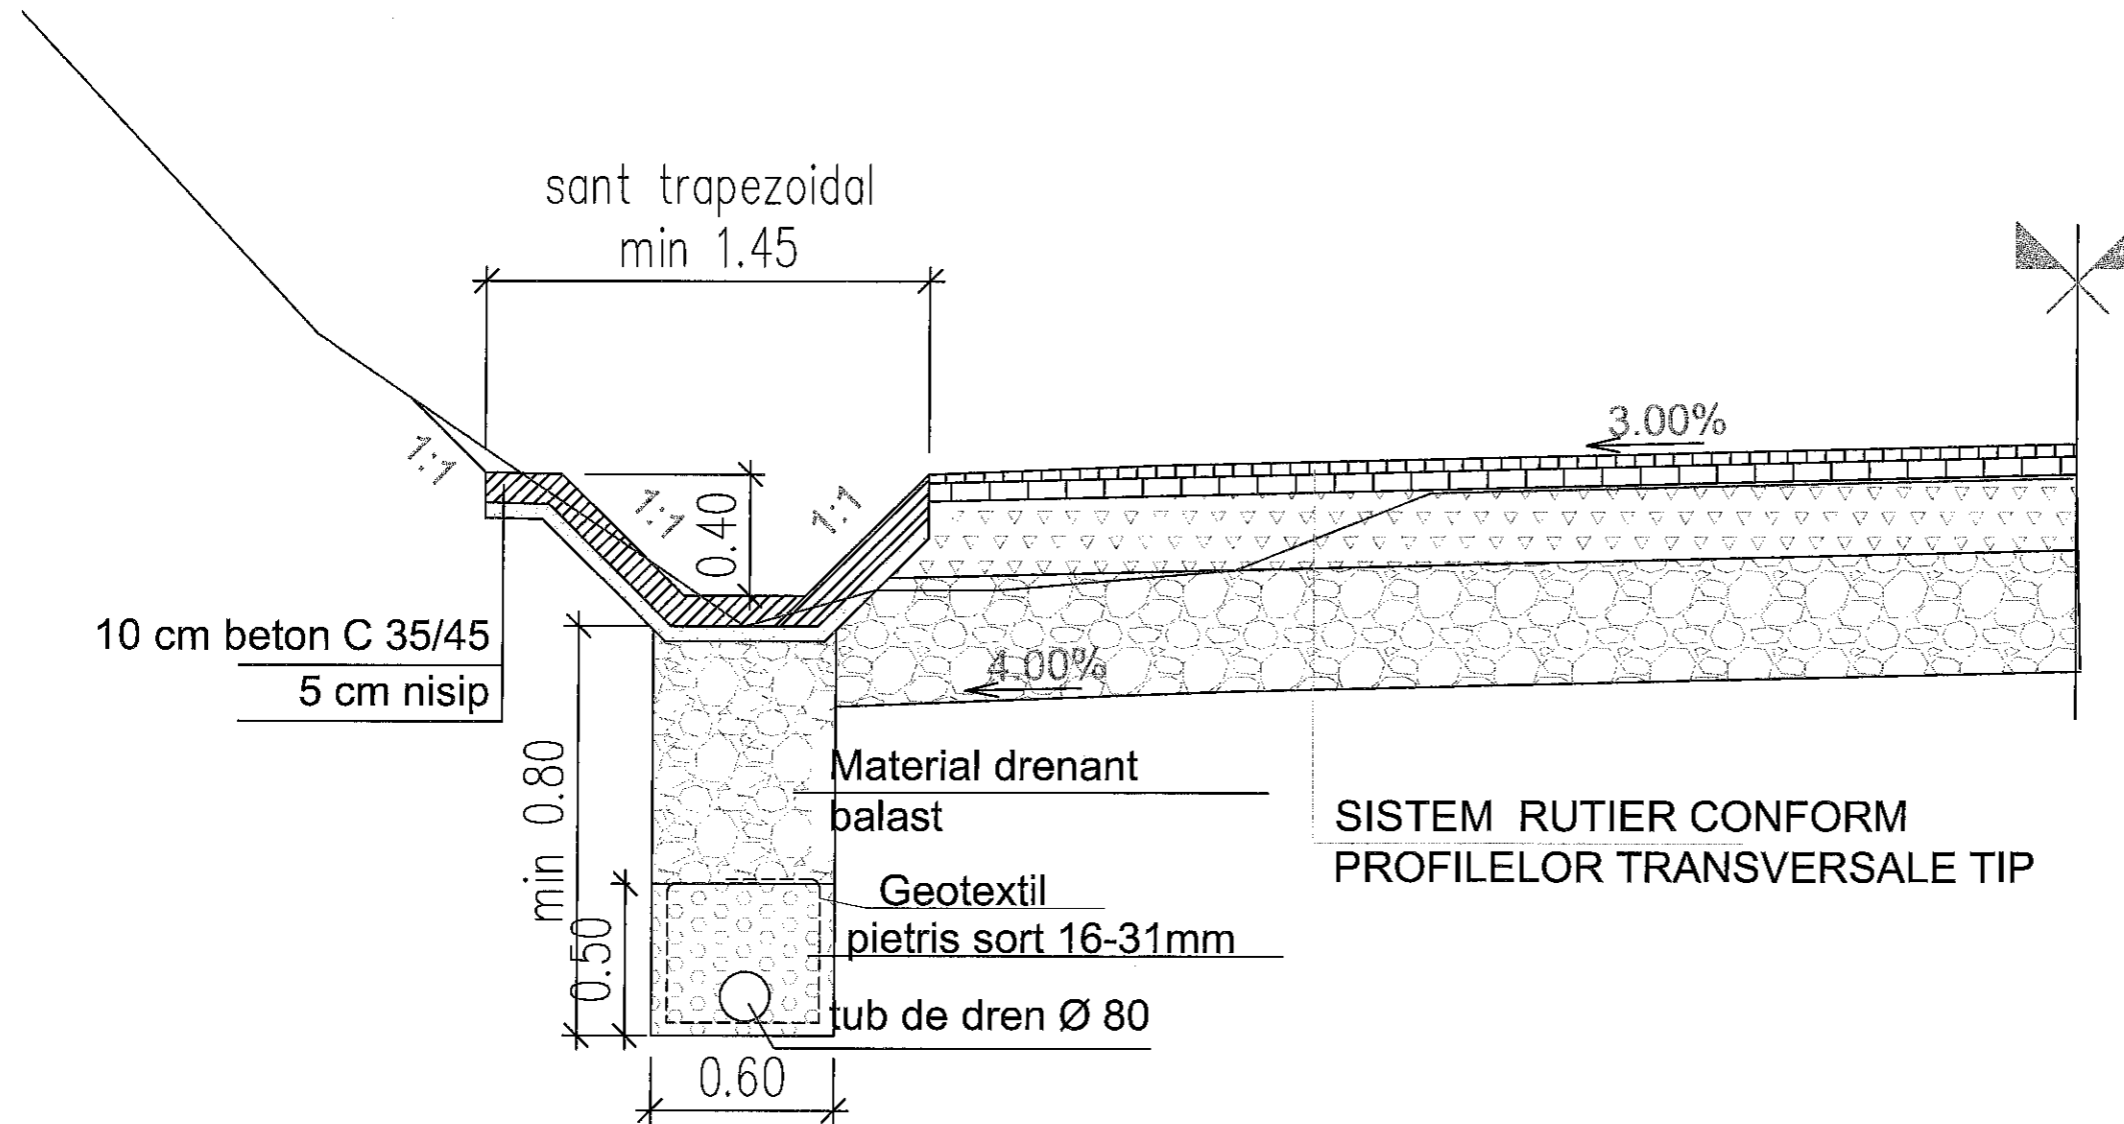 sant trapezoidal
min 1.45
3.00%
1:1
1:1
0.40
1:1
10 cm beton C 35/45
5 cm nisip
4.00%
min 0.80
Material drenant
balast
SISTEM RUTIER CONFORM
PROFILELOR TRANSVERSALE TIP
0.50
Geotextil
pietris sort 16-31mm
tub de dren Ø 80
0.60